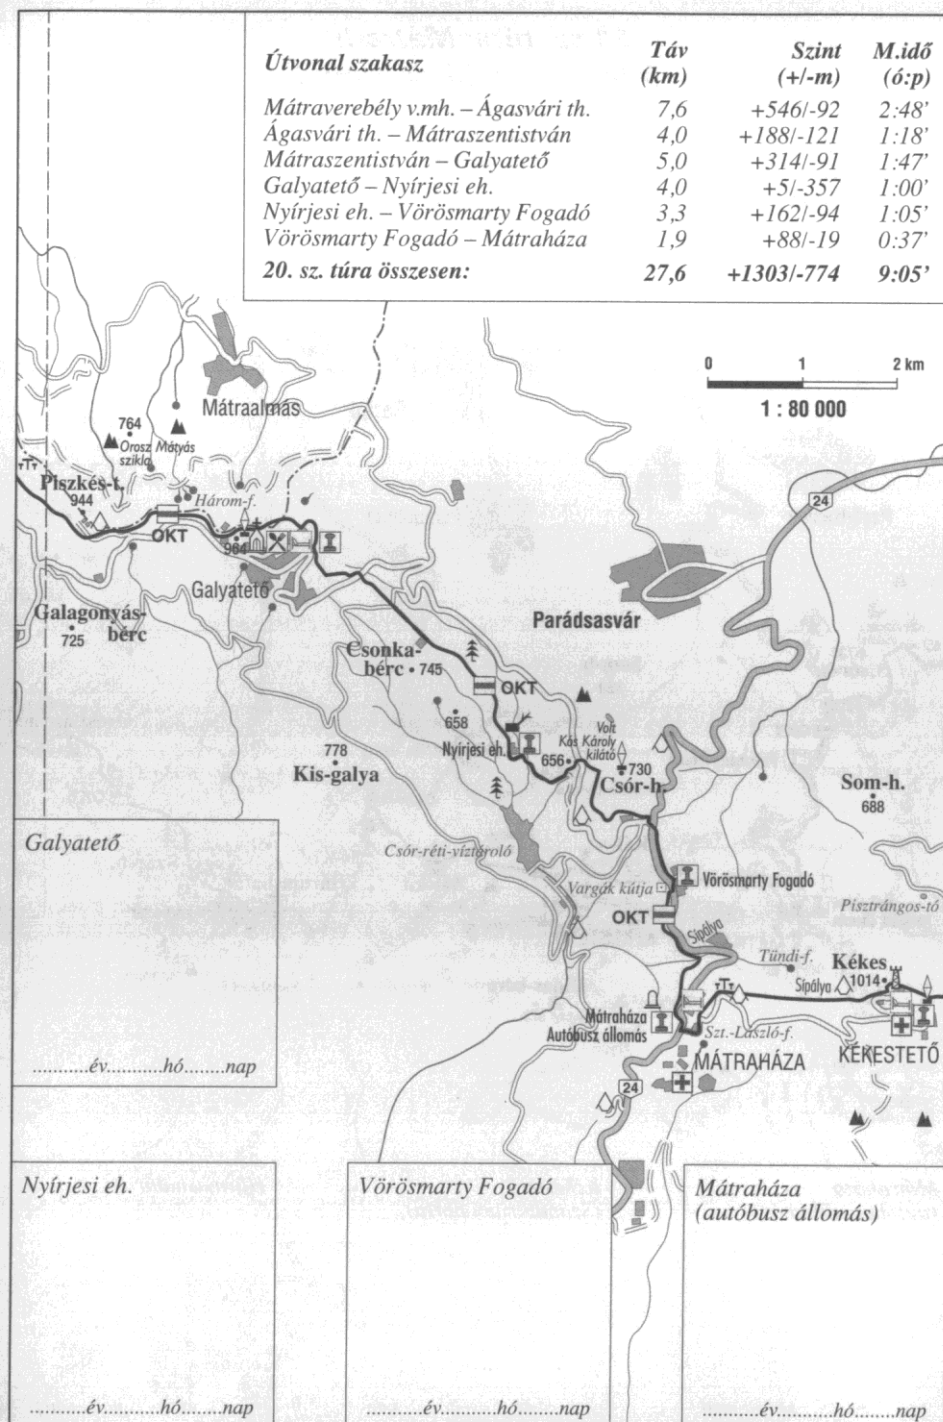 Útvonal szakasz Táv (km) Szint (+/-m) M.idő (ó:p)
Mátraverebély v.mh. – Ágasvári th. 7,6 +546/-92 2:48’
Ágasvári th. – Mátraszentistván 4,0 +188/-121 1:18’
Mátraszentistván – Galyatető 5,0 +314/-91 1:47’
Galyatető – Nyírjesi eh. 4,0 +5/-357 1:00’
Nyírjesi eh. – Vörösmarty Fogadó 3,3 +162/-94 1:05’
Vörösmarty Fogadó – Mátraháza 1,9 +88/-19 0:37’
20. sz. túra összesen: 27,6 +1303/-774 9:05’
0 1 2 km
1 : 80 000
Mátraalmás
764
Orosz Mátyás
szikla
Piszkés-t.
944
Három-f.
24
OKT
964
Galyatető
Galagonyás-
bérc
725
Parádsasvár
Csonka-
bérc
745
OKT
658
Volt
Kós Károly
kilátó
Nyírjesi eh.
656
730
Csór-h.
778
Kis-galya
Som-h.
688
Csór-réti-víztároló
Vargák kútja
Vörösmarty Fogadó
Pisztrángos-tó
OKT
Sípálya
Tündi-f.
Kékes
1014
Sípálya
Mátraháza
Autóbusz állomás
Szt.-László-f.
MÁTRAHÁZA
KÉKESTETŐ
24
Galyatető
...........év..........hó........nap
Nyírjesi eh.
...........év..........hó........nap
Vörösmarty Fogadó
...........év..........hó........nap
Mátraháza
(autóbusz állomás)
...........év..........hó........nap